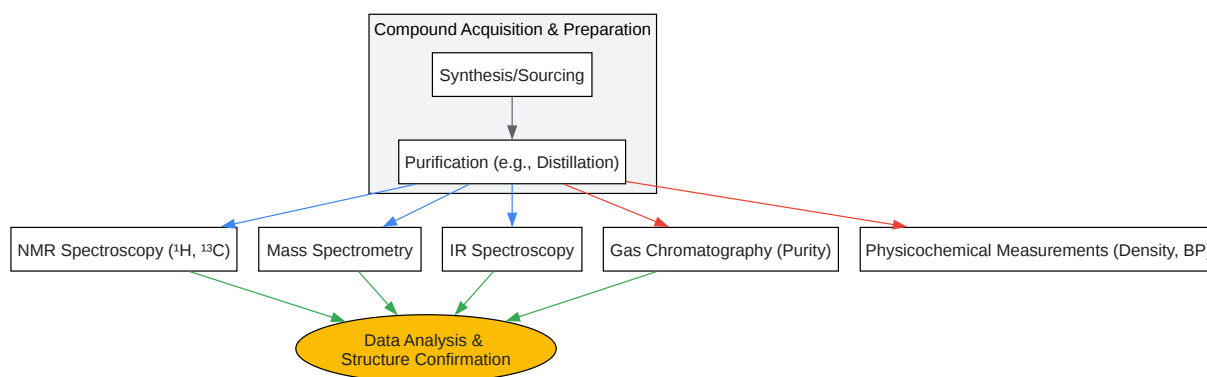 Compound Acquisition & Preparation
Synthesis/Sourcing
Purification (e.g., Distillation)
NMR Spectroscopy (¹H, ¹³C)
Mass Spectrometry
IR Spectroscopy
Gas Chromatography (Purity)
Physicochemical Measurements (Density, BP)
Data Analysis &
Structure Confirmation